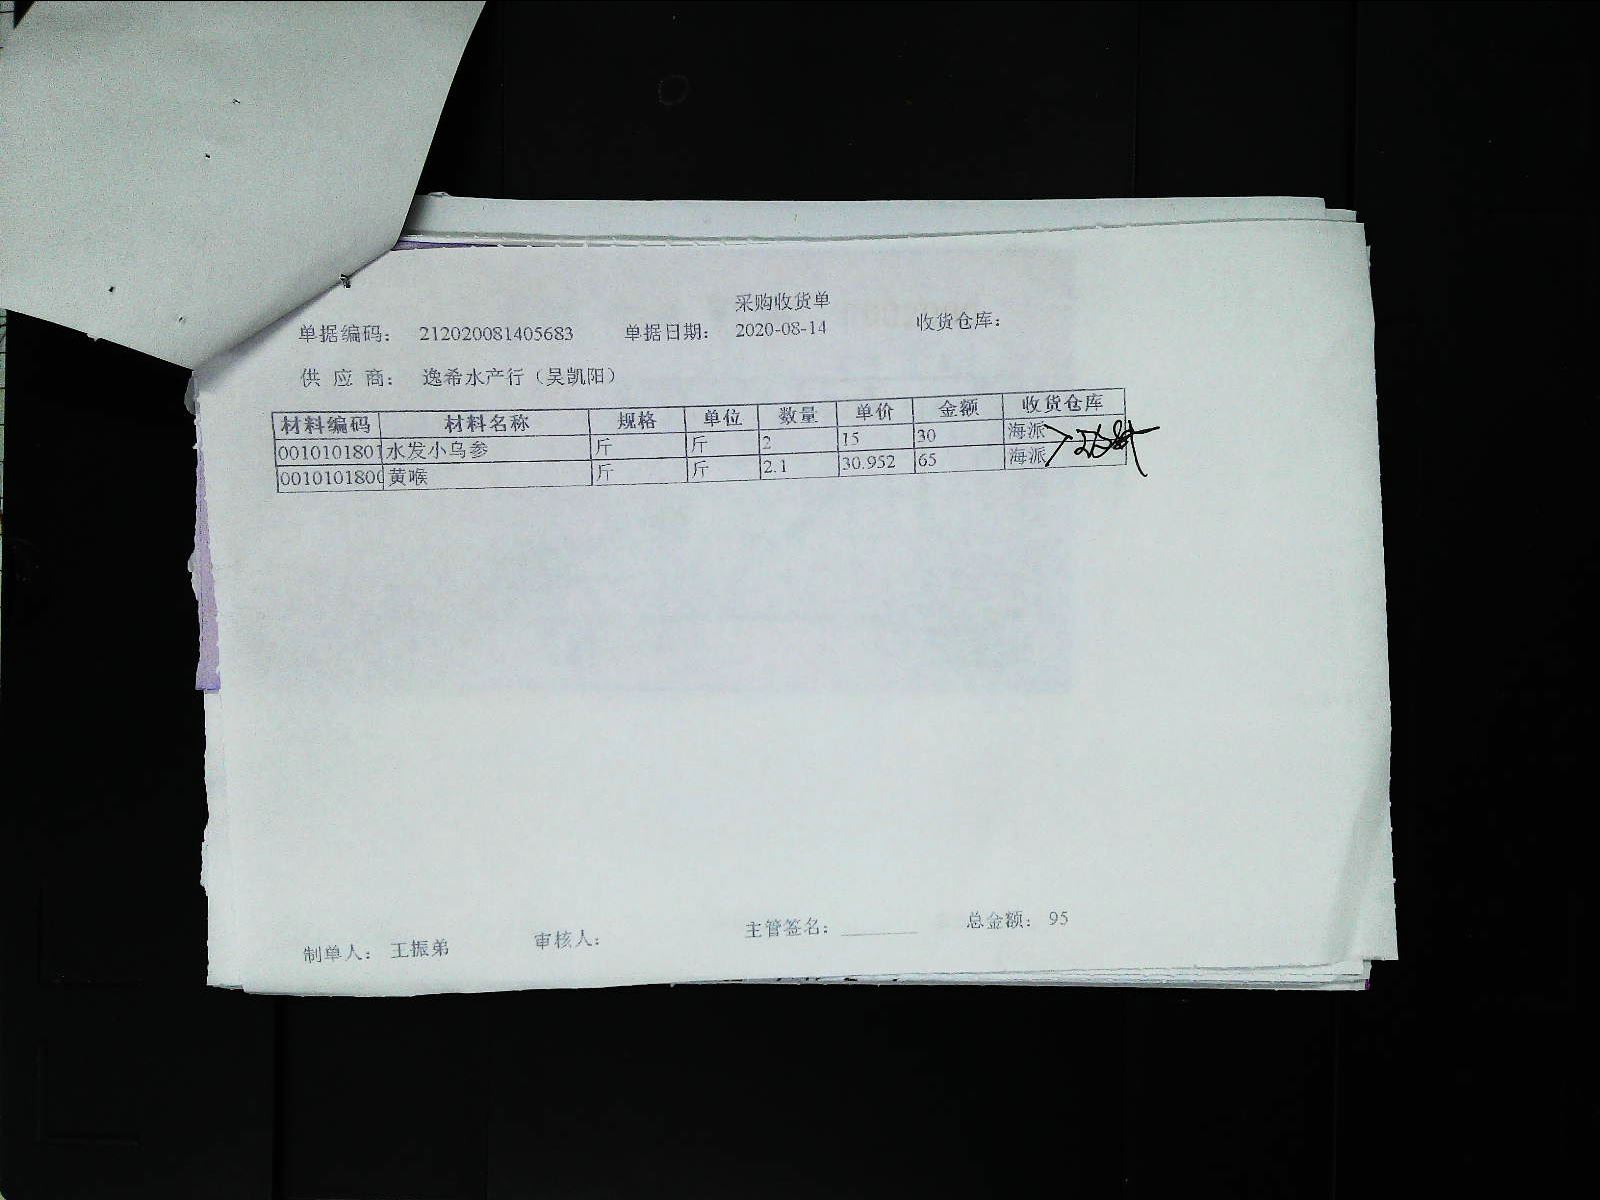 采购收货单
单据编码： 212020081405683 单据日期： 2020-08-14 收货仓库：
供 应 商： 逸希水产行（吴凯阳）
材料编码 材料名称 规格 单位 数量 单价 金额 收货仓库
0010101801 水发小乌参 斤 斤 2 15 30 海派
001010180 黄喉 斤 斤 2.1 30.952 65 海派
制单人： 王振弟 审核人： 主管签名： 总金额： 95